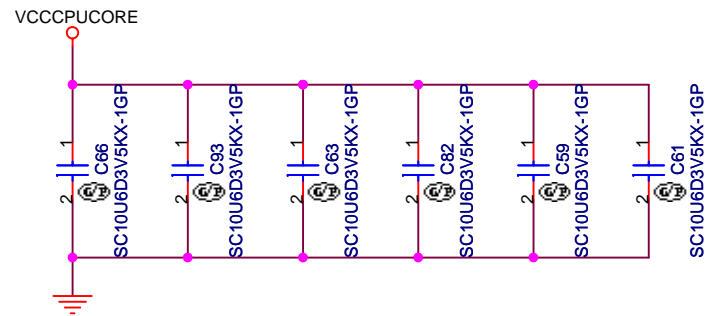 VCCCPUCORE
1
2
C66
SC10U6D3V5KX-1GP
G/P
1
2
C93
SC10U6D3V5KX-1GP
G/P
1
2
C63
SC10U6D3V5KX-1GP
G/P
1
2
C82
SC10U6D3V5KX-1GP
G/P
1
2
C59
SC10U6D3V5KX-1GP
G/P
1
2
C61
SC10U6D3V5KX-1GP
G/P